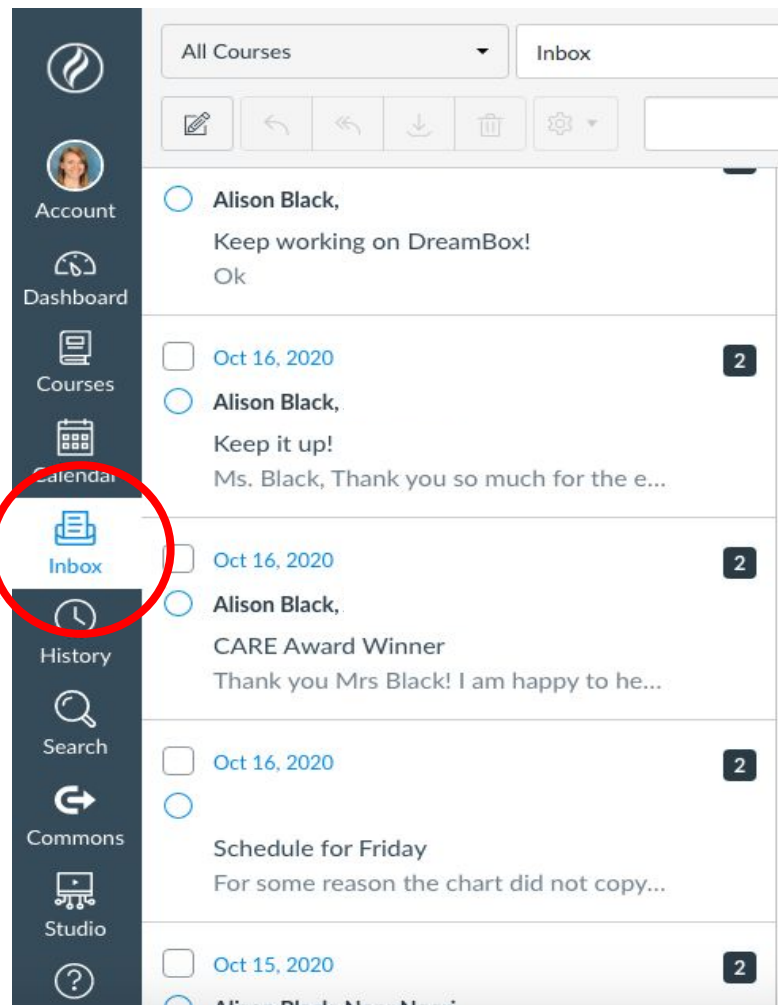 All Courses
Inbox
Account
Dashboard
Courses
Calendar
Inbox
History
Search
Commons
Studio
Alison Black,
Keep working on DreamBox!
Ok
Oct 16, 2020
2
Alison Black,
Keep it up!
Ms. Black, Thank you so much for the e...
Oct 16, 2020
2
Alison Black,
CARE Award Winner
Thank you Mrs Black! I am happy to he...
Oct 16, 2020
2
Schedule for Friday
For some reason the chart did not copy...
Oct 15, 2020
2
Alison Black